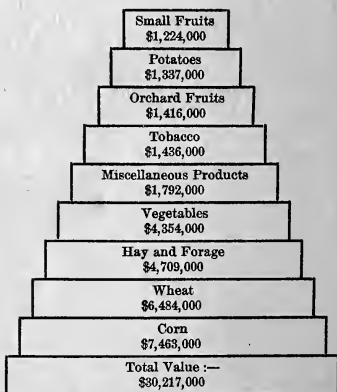 Small Fruits
$1,224,000
Potatoes
$1,337,000
Orchard Fruits
$1,416,000
Tobacco
$1,436,000
Miscellaneous Products
$1,792,000
Vegetables
$4,354,000
Hay and Forage
$4,709,000
Wheat
$6,484,000
Corn
$7,463,000
Total Value :—
$30,217,000